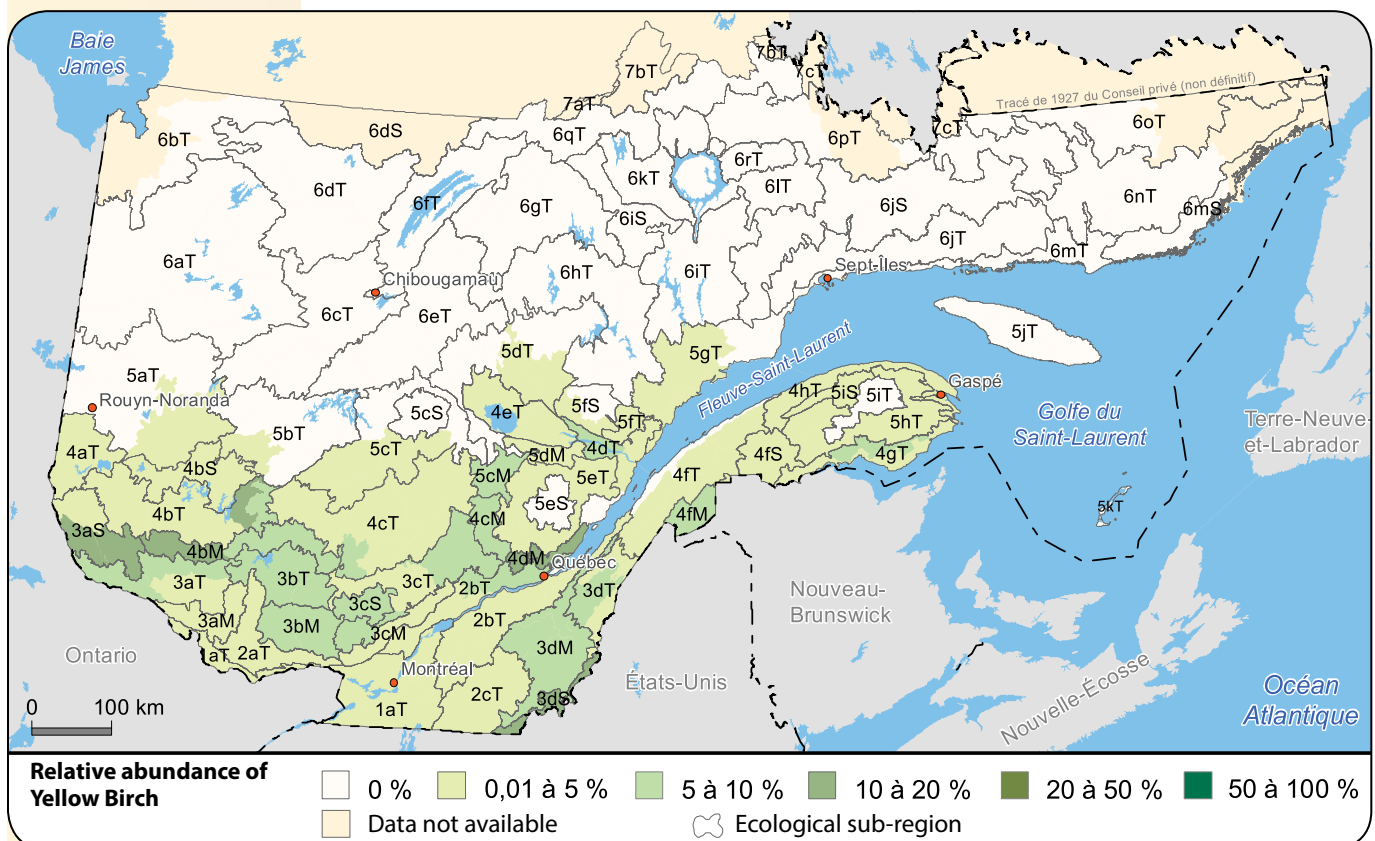 Baie
James
7bT
7bT
7cT
7aT
Tracé de 1927 du Conseil privé (non définitif)
6bT
6dS
6qT
6pT
7cT
6oT
6dT
6fT
6gT
6kT
6rT
6lT
6iS
6jS
6nT
6mS
6aT
6hT
6iT
6jT
6mT
Chibougamau
Sept-Îles
6cT
6eT
5jT
5dT
5gT
Fleuve-Saint-Laurent
5aT
Rouyn-Noranda
5cS
4eT
5fS
5fT
4hT
5iS
5iT
Gaspé
5hT
Golfe du
Saint-Laurent
Terre-Neuve-
et-Labrador
5bT
4aT
4bS
5cT
5dM
4dT
4fS
4gT
5cM
5eT
4fT
4bT
5eS
5kT
3aS
4cT
4cM
4fM
4bM
4dM
Québec
3aT
3bT
3cT
2bT
3dT
Nouveau-
Brunswick
3cS
3aM
3bM
3cM
2bT
3dM
1aT
2aT
Ontario
Montréal
États-Unis
Nouvelle-Écosse
Océan
Atlantique
2cT
3dS
1aT
0 100 km
Relative abundance of
Yellow Birch
0 %
0,01 à 5 %
5 à 10 %
10 à 20 %
20 à 50 %
50 à 100 %
Data not available
Ecological sub-region